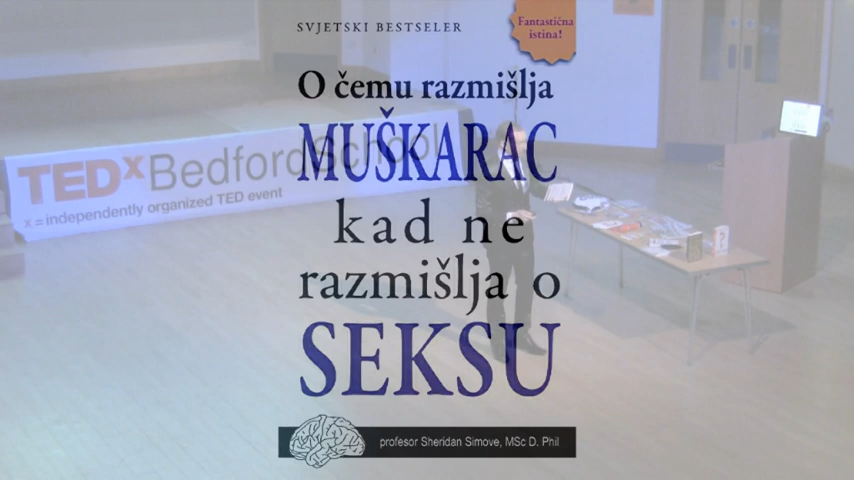 SVJETSKI BESTSELER
Fantastična
istina!
O čemu razmišlja
MUŠKARAC
kad ne
razmišlja o
SEKSU
profesor Sheridan Simove, MSc D. Phil
TEDxBedfordSchool
x = independently organized TED event